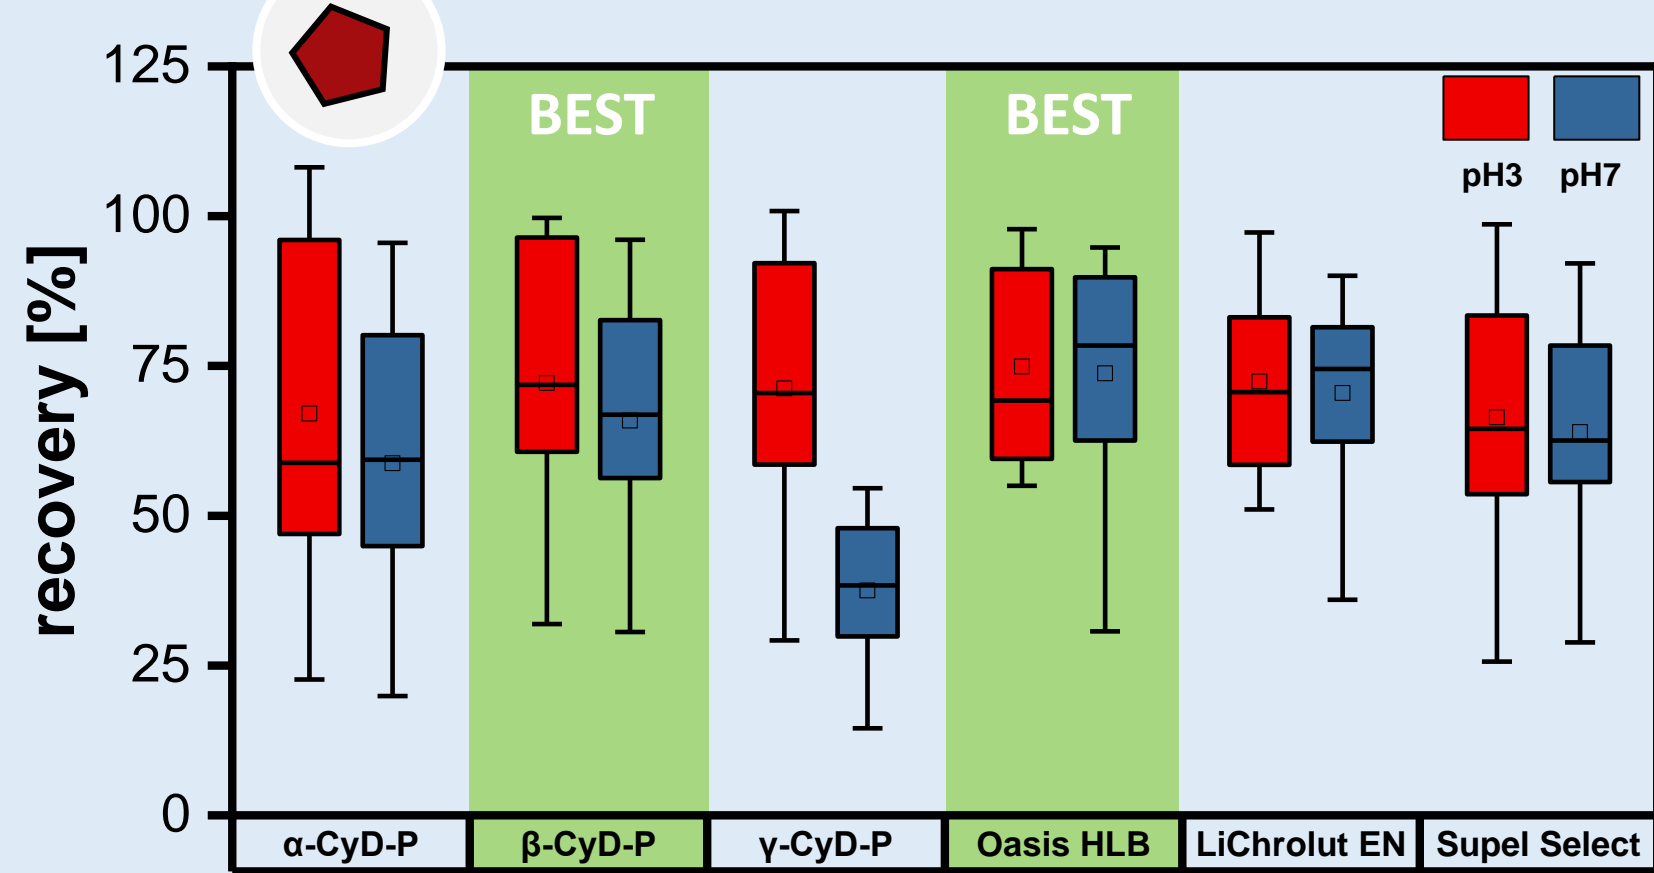 125
BEST
BEST
pH3
pH7
100
75
50
25
0
recovery [%]
α-CyD-P
β-CyD-P
γ-CyD-P
Oasis HLB
LiChrolut EN
Supel Select